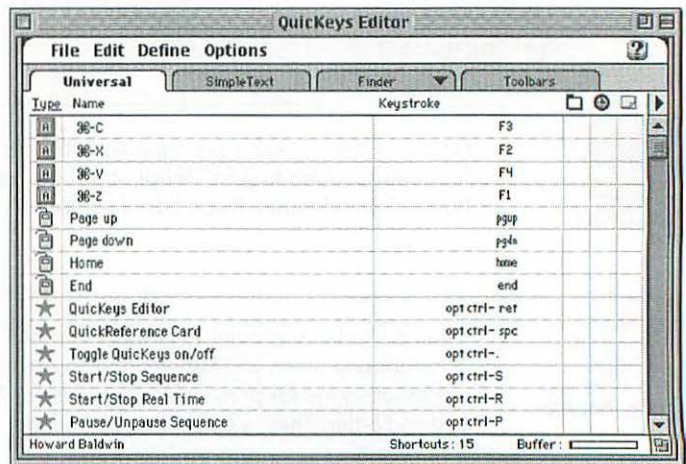 QuicKeys Editor
File Edit Define Options
Universal SimpleText Finder Toolbars
Type Name Keystroke
⌘-C F3
⌘-X F2
⌘-V F4
⌘-Z F1
Page up pgup
Page down pgdn
Home home
End end
QuicKeys Editor opt ctrl- ret
QuickReference Card opt ctrl- spc
Toggle QuicKeys on/off opt ctrl-.
Start/Stop Sequence opt ctrl-S
Start/Stop Real Time opt ctrl-R
Pause/Unpause Sequence opt ctrl-P
Howard Baldwin Shortcuts: 15 Buffer: